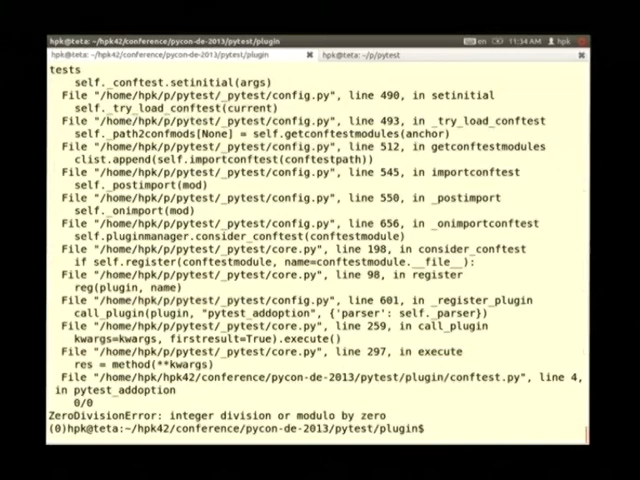 hpk@teta: ~/hpk42/conference/pycon-de-2013/pytest/plugin
en 11:34 AM hpk
hpk@teta: ~/hpk42/conference/pycon-de-2013/pytest/plugin hpk@teta: ~/p/pytest
tests
self._conftest.setinitial(args)
File "/home/hpk/p/pytest/_pytest/config.py", line 490, in setinitial
self._try_load_conftest(current)
File "/home/hpk/p/pytest/_pytest/config.py", line 493, in _try_load_conftest
self._path2confmods[None] = self.getconftestmodules(anchor)
File "/home/hpk/p/pytest/_pytest/config.py", line 512, in getconftestmodules
clist.append(self.importconftest(conftestpath))
File "/home/hpk/p/pytest/_pytest/config.py", line 545, in importconftest
self._postimport(mod)
File "/home/hpk/p/pytest/_pytest/config.py", line 550, in _postimport
self._onimport(mod)
File "/home/hpk/p/pytest/_pytest/config.py", line 656, in _onimportconftest
self.pluginmanager.consider_conftest(conftestmodule)
File "/home/hpk/p/pytest/_pytest/core.py", line 198, in consider_conftest
if self.register(conftestmodule, name=conftestmodule.__file__):
File "/home/hpk/p/pytest/_pytest/core.py", line 98, in register
reg(plugin, name)
File "/home/hpk/p/pytest/_pytest/config.py", line 601, in _register_plugin
call_plugin(plugin, "pytest_addoption", {'parser': self._parser})
File "/home/hpk/p/pytest/_pytest/core.py", line 259, in call_plugin
kwargs=kwargs, firstresult=True).execute()
File "/home/hpk/p/pytest/_pytest/core.py", line 297, in execute
res = method(**kwargs)
File "/home/hpk/hpk42/conference/pycon-de-2013/pytest/plugin/conftest.py", line 4,
in pytest_addoption
0/0
ZeroDivisionError: integer division or modulo by zero
(0)hpk@teta:~/hpk42/conference/pycon-de-2013/pytest/plugin$